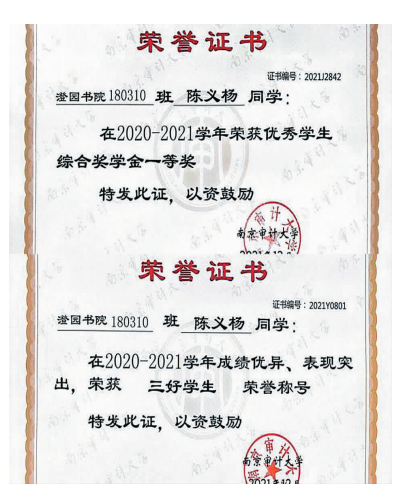 荣誉证书
证书编号：2021J2842
澄园书院 180310 班 陈义杨 同学：
在2020-2021学年荣获优秀学生
综合奖学金一等奖
特发此证，以资鼓励
南京审计大学
荣誉证书
证书编号：2021Y0801
澄园书院 180310 班 陈义杨 同学：
在2020-2021学年成绩优异、表现突
出，荣获 三好学生 荣誉称号
特发此证，以资鼓励
南京审计大学